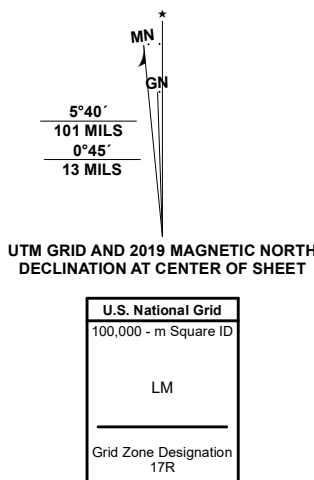 ★
MN
GN
5°40´
101 MILS
0°45´
13 MILS
UTM GRID AND 2019 MAGNETIC NORTH
DECLINATION AT CENTER OF SHEET
U.S. National Grid
100,000 - m Square ID
LM
Grid Zone Designation
17R